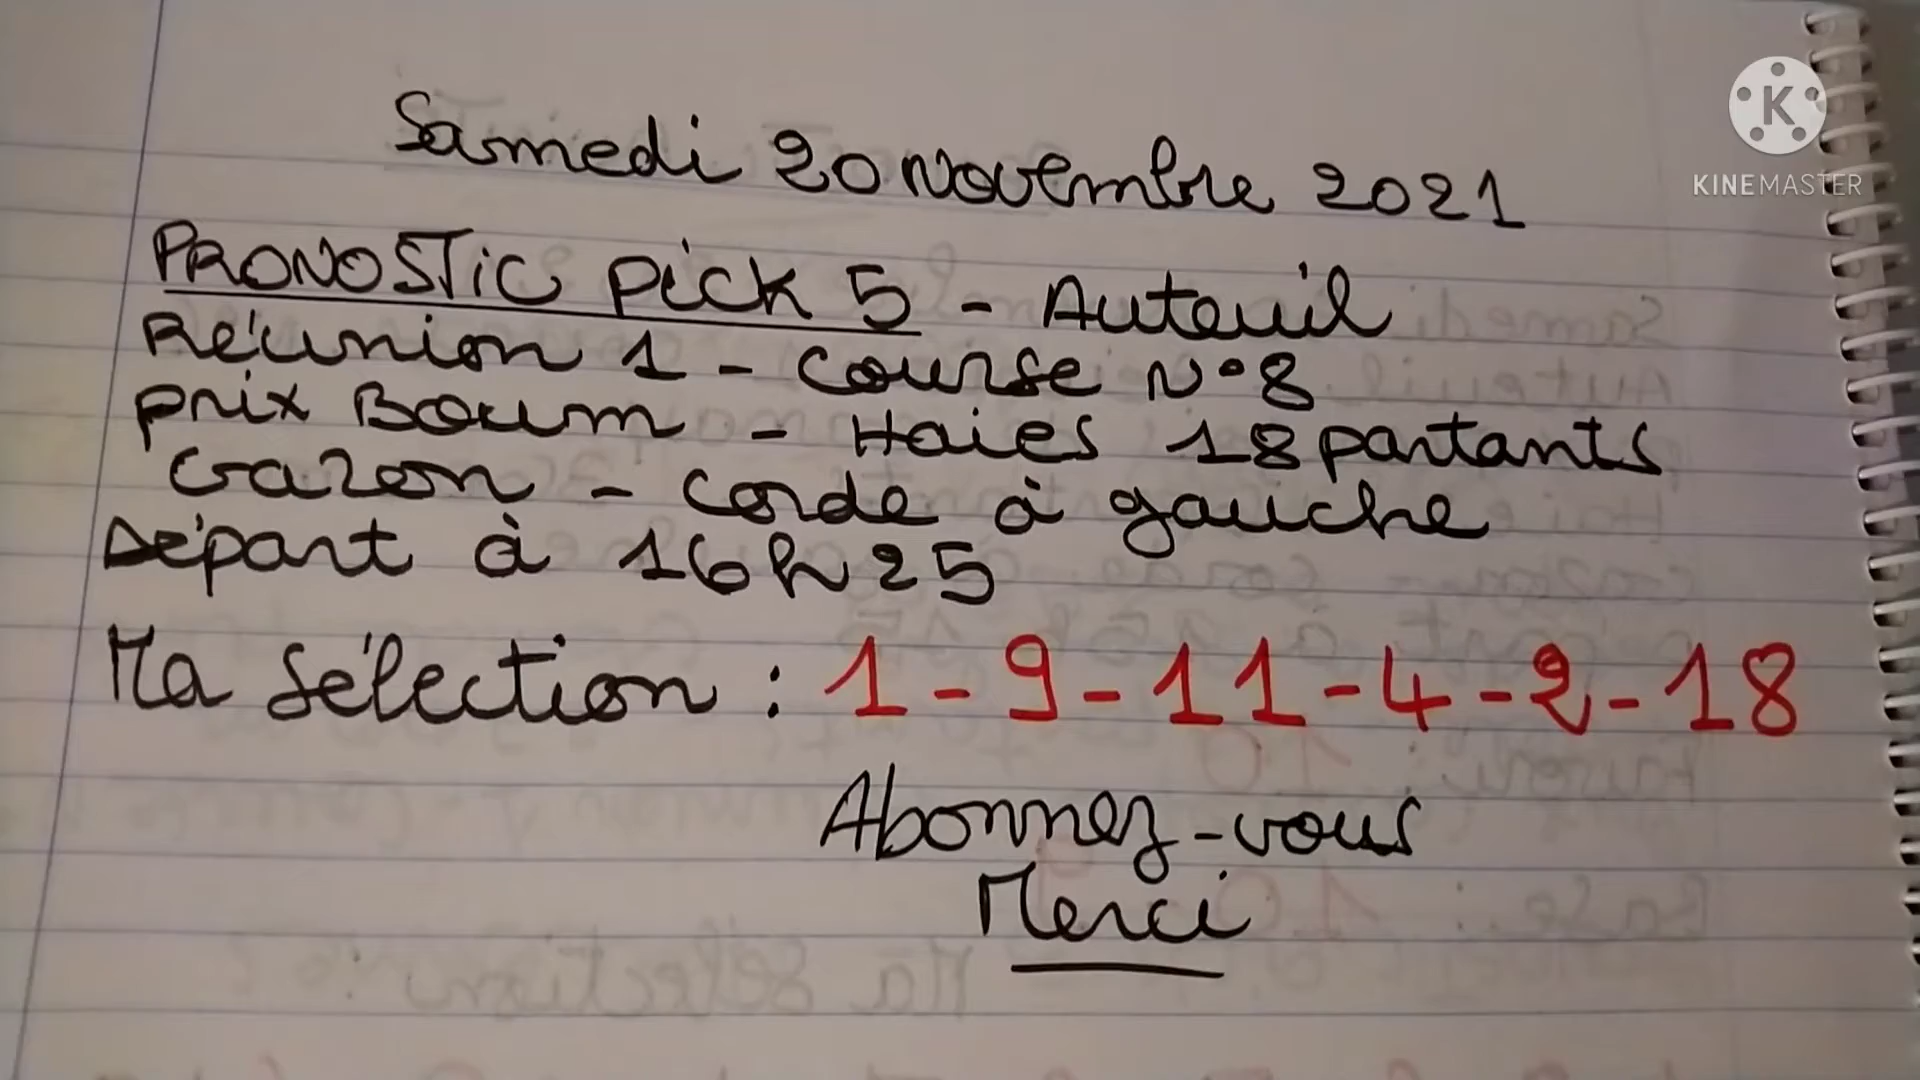 Samedi 20 Novembre 2021
PRONOSTIC PICK 5 - Auteuil
Réunion 1 - Course N°8
prix Boum - Haies 18 partants
Gazon - corde à gauche
Départ à 16h25
Ma sélection : 1 - 9 - 11 - 4 - 2 - 18
Abonnez-vous
Merci
K
KINEMASTER